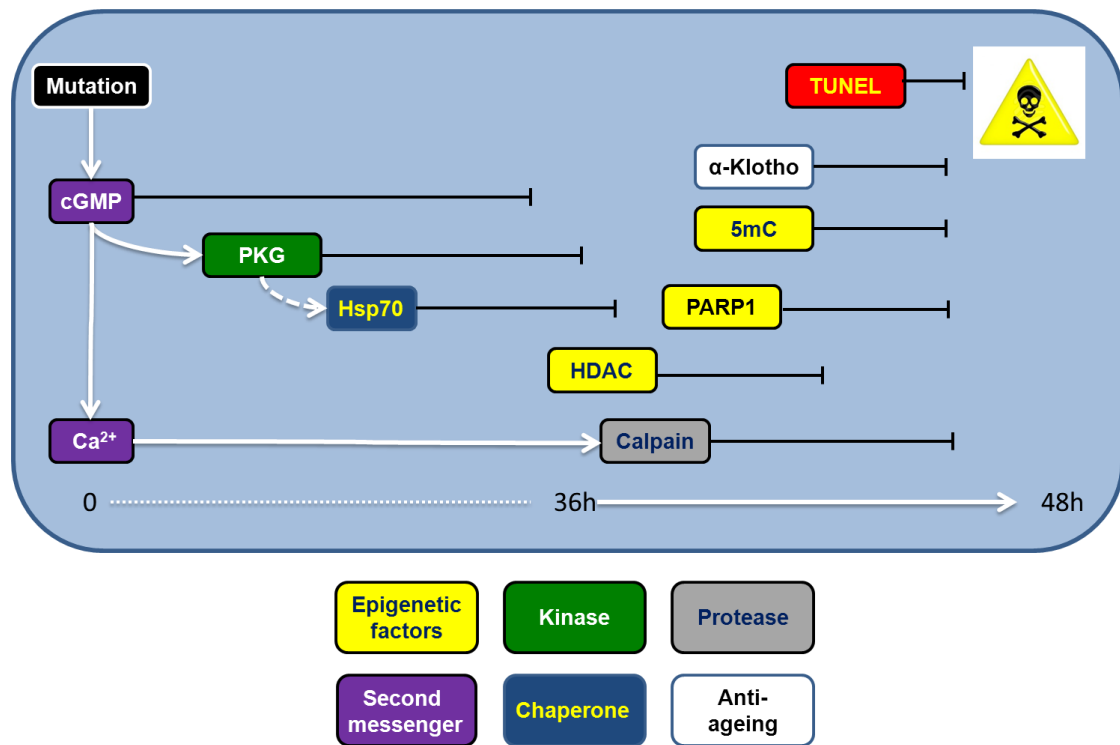 Mutation
TUNEL
α-Klotho
cGMP
5mC
PKG
Hsp70
PARP1
HDAC
Ca²⁺
Calpain
0
36h
48h
Epigenetic
factors
Kinase
Protease
Second
messenger
Chaperone
Anti-
ageing